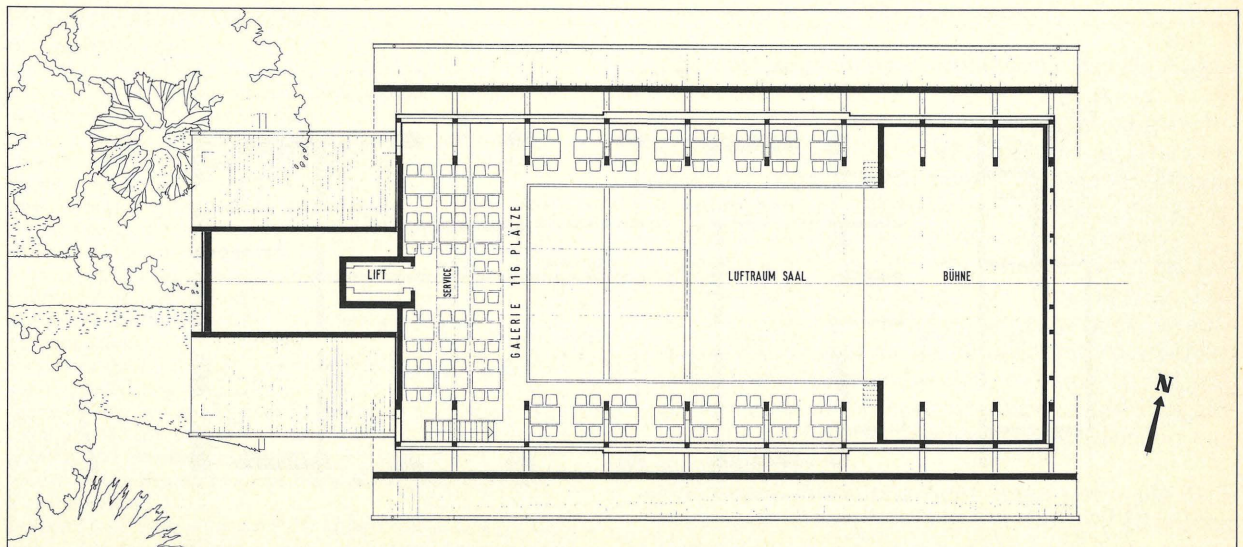 LIFT
SERVICE
GALERIE 116 PLÄTZE
LUFTRAUM SAAL
BÜHNE
N